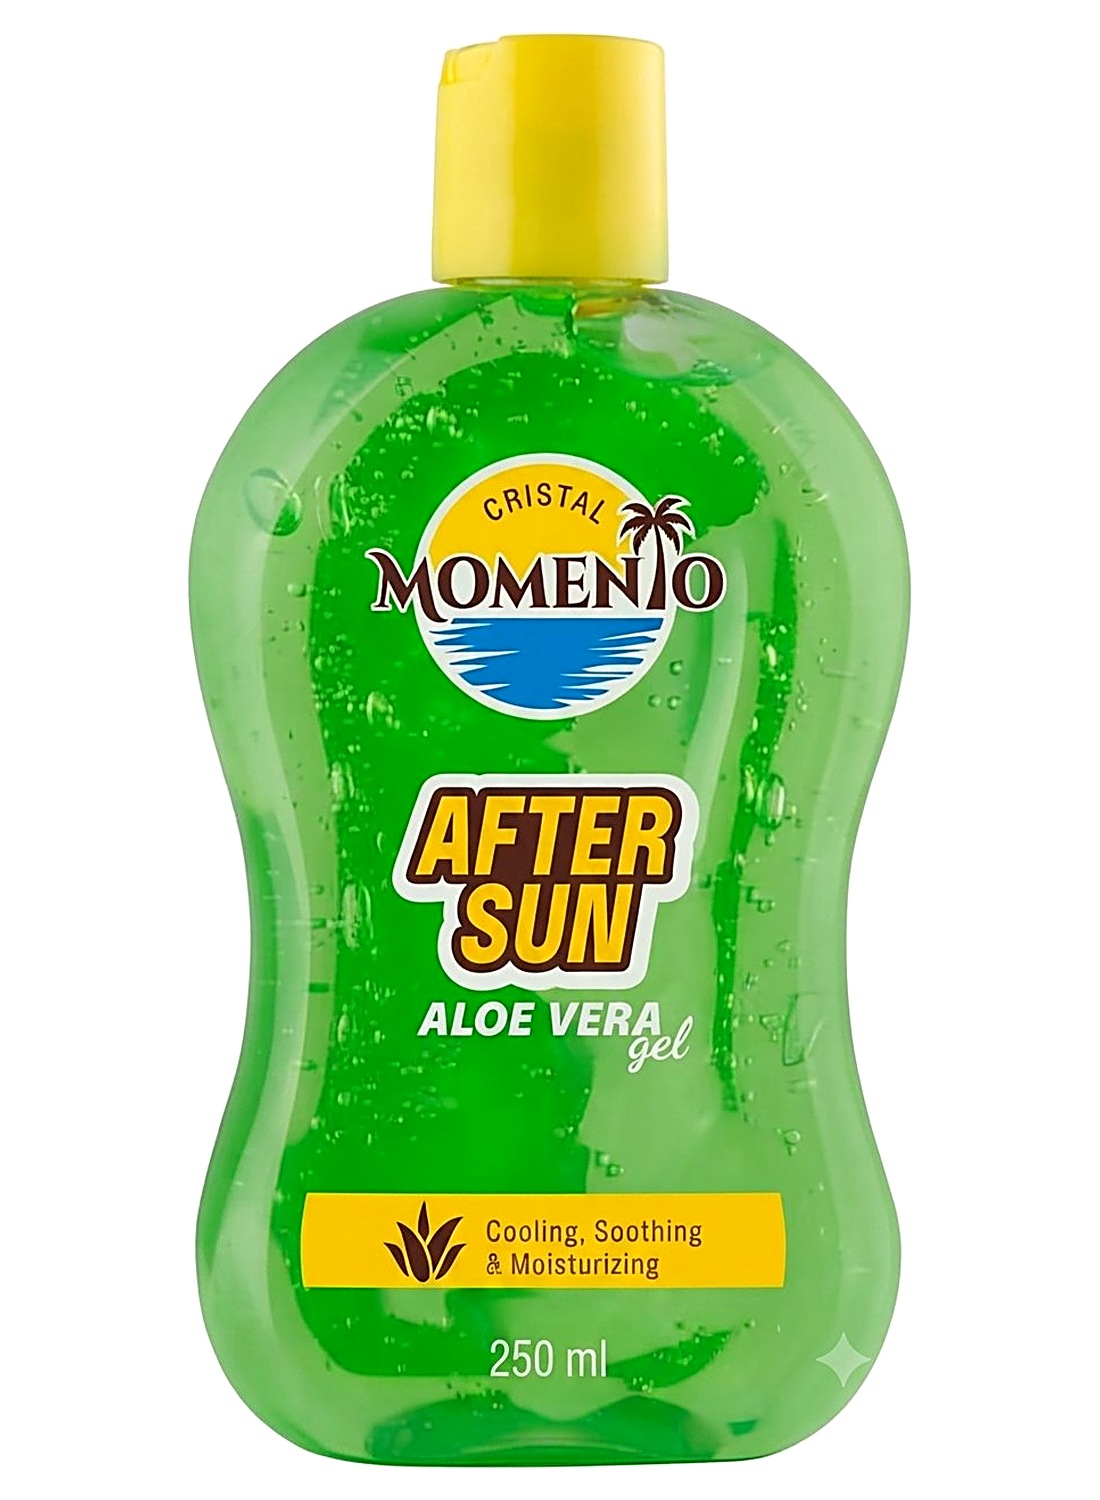 CRISTAL
MOMENTO
AFTER
SUN
ALOE VERA
gel
Cooling, Soothing
& Moisturizing
250 ml